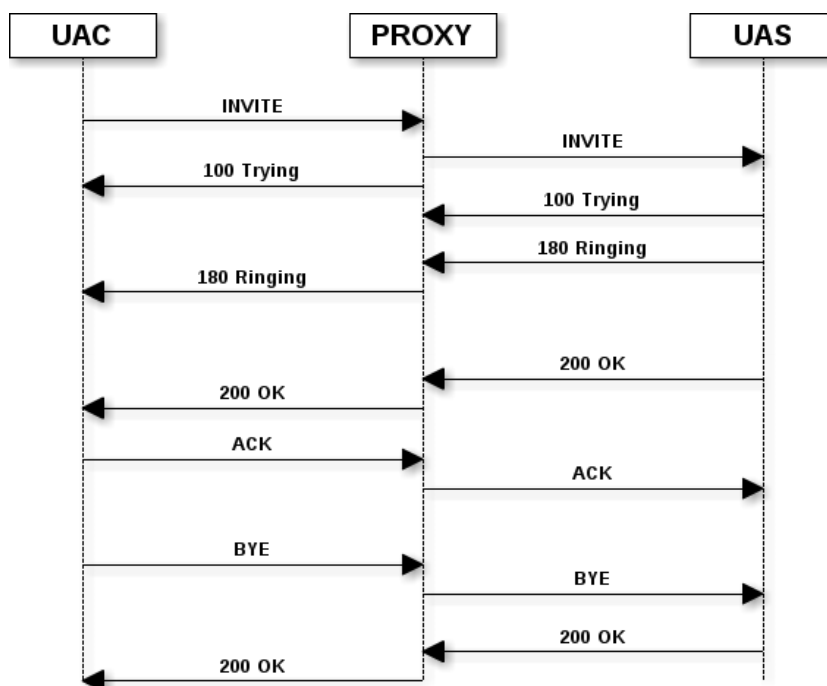 UAC PROXY UAS
INVITE
INVITE
100 Trying
100 Trying
180 Ringing
180 Ringing
200 OK
200 OK
ACK
ACK
BYE
BYE
200 OK
200 OK